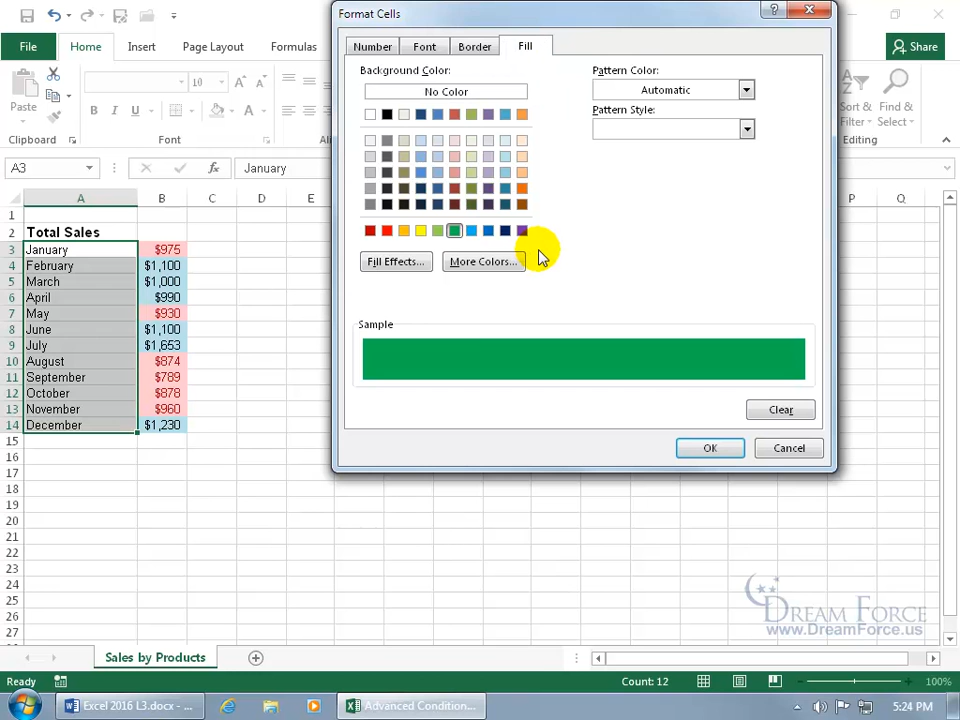 Format Cells
File
Home
Insert
Page Layout
Formulas
Share
Number
Font
Border
Fill
Background Color:
Pattern Color:
No Color
Automatic
Pattern Style:
10
Paste
Sort &
Filter
Find &
Select
Clipboard
Font
Editing
A3
January
A
B
C
D
E
P
Q
1
2
Total Sales
3 January $975
4 February $1,100
5 March $1,000
6 April $990
7 May $930
8 June $1,100
9 July $1,653
10 August $874
11 September $789
12 October $878
13 November $960
14 December $1,230
15
16
17
18
19
20
21
22
23
24
25
26
27
Fill Effects...
More Colors...
Sample
Clear
OK
Cancel
DREAM FORCE
www.DreamForce.us
Sales by Products
Ready
Count: 12
100%
Excel 2016 L3.docx - ...
Advanced Condition...
5:24 PM